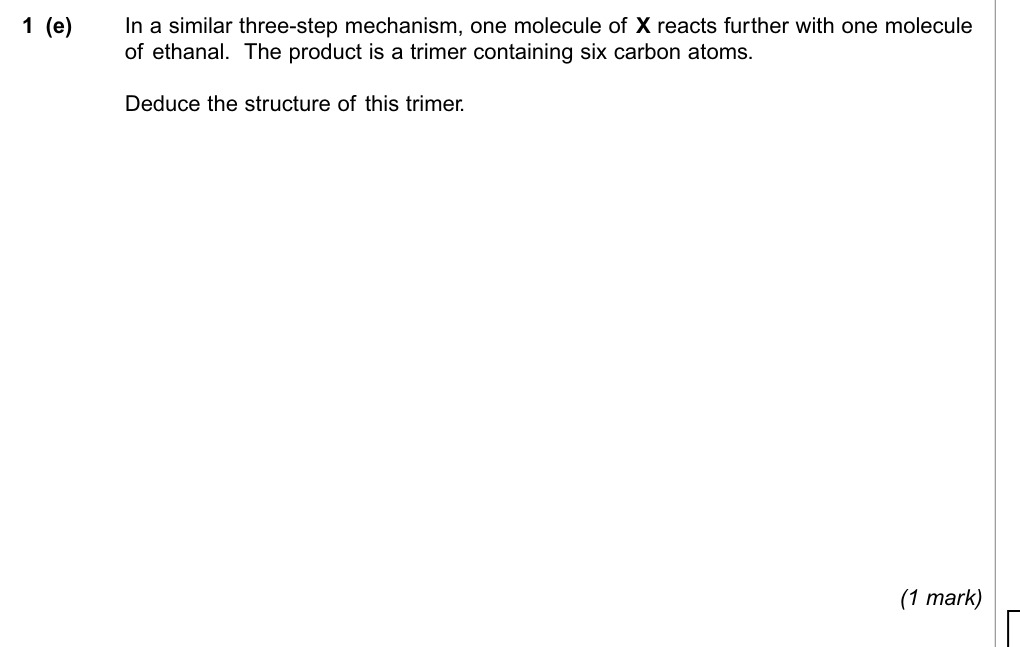 1 (e) In a similar three-step mechanism, one molecule of X reacts further with one molecule
of ethanal. The product is a trimer containing six carbon atoms.
Deduce the structure of this trimer.
(1 mark)